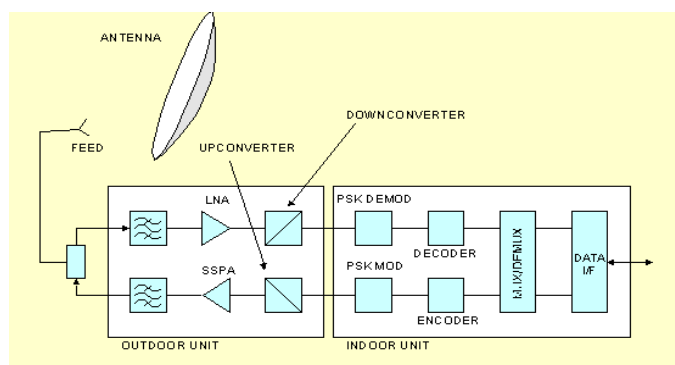 ANTENNA
DOWNCONVERTER
FEED
UPCONVERTER
LNA
PSK DEMOD
DECODER
MUX/DEMUX
DATA
I/F
SSPA
PSK MOD
ENCODER
OUTDOOR UNIT
INDOOR UNIT